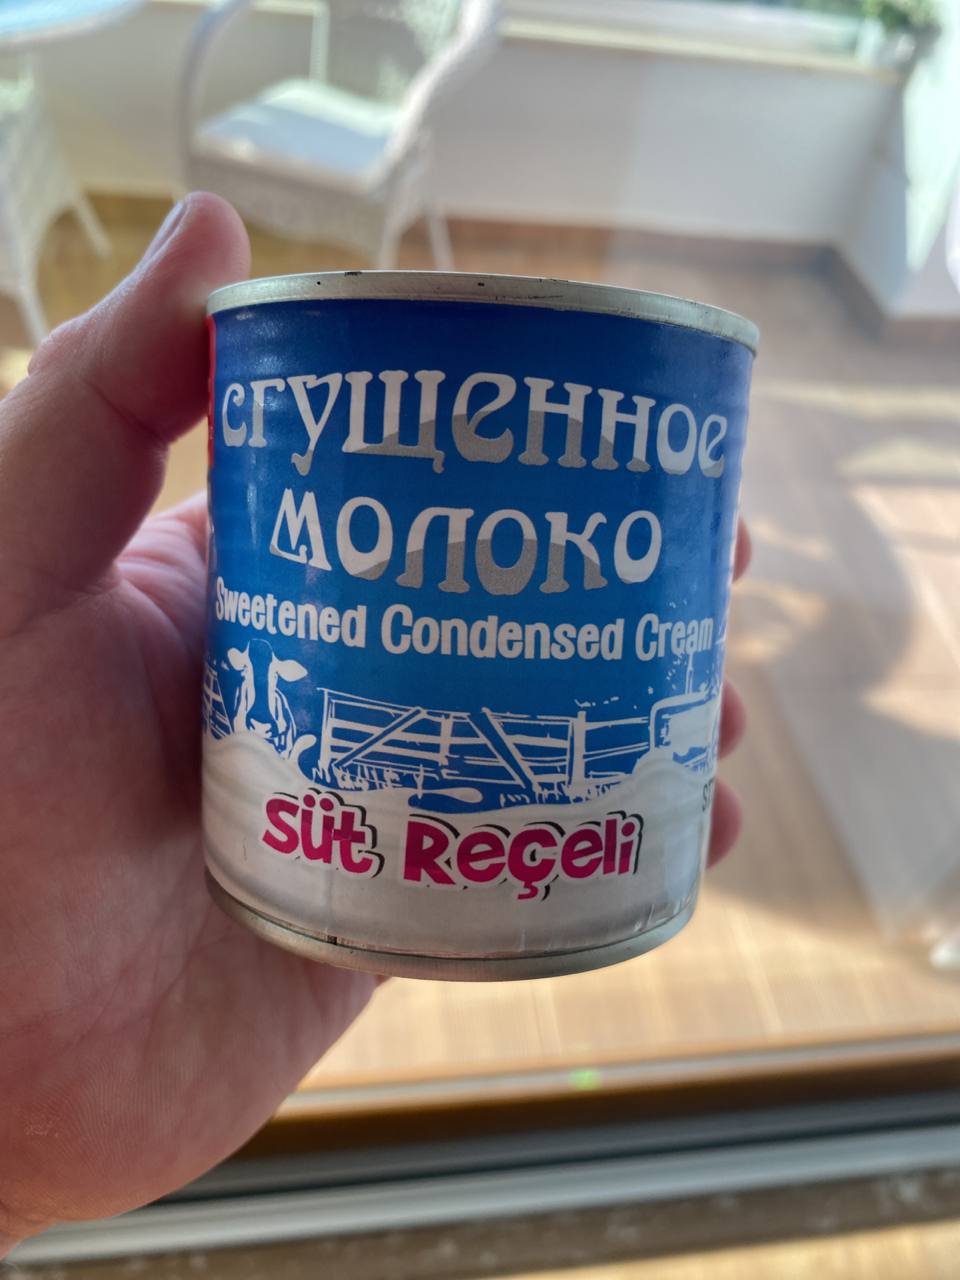 сгущенное
молоко
Sweetened Condensed Cream
Süt Reçeli